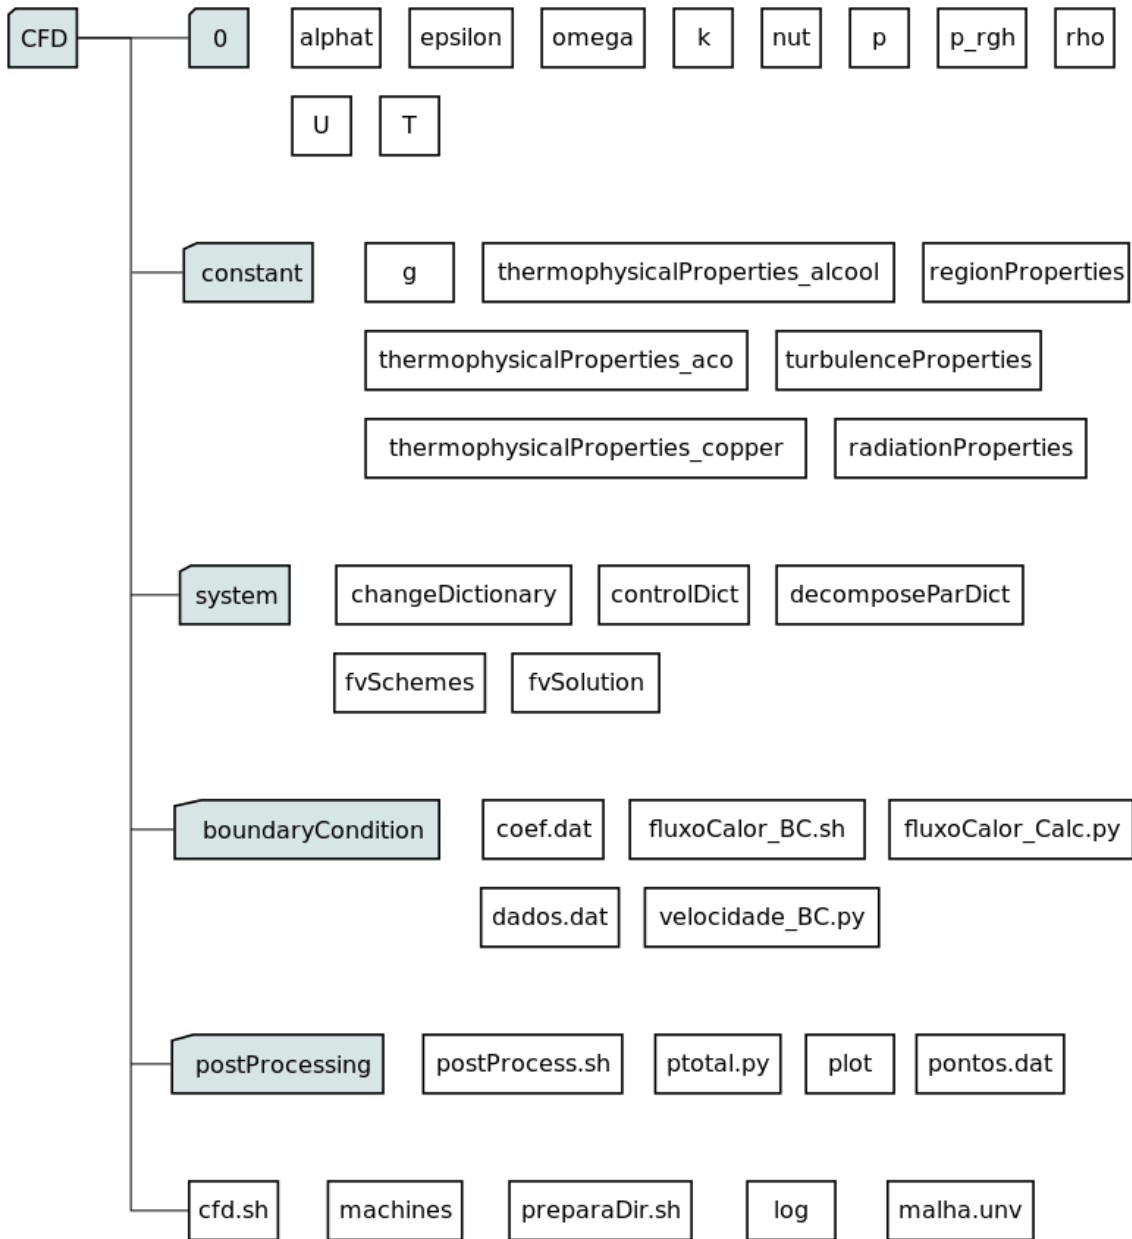 CFD 0 alphat epsilon omega k nut p p_rgh rho
U T
constant g thermophysicalProperties_alcool regionProperties
thermophysicalProperties_aco turbulenceProperties
thermophysicalProperties_copper radiationProperties
system changeDictionary controlDict decomposeParDict
fvSchemes fvSolution
boundaryCondition coef.dat fluxoCalor_BC.sh fluxoCalor_Calc.py
dados.dat velocidade_BC.py
postProcessing postProcess.sh ptotal.py plot pontos.dat
cfd.sh machines preparaDir.sh log malha.unv